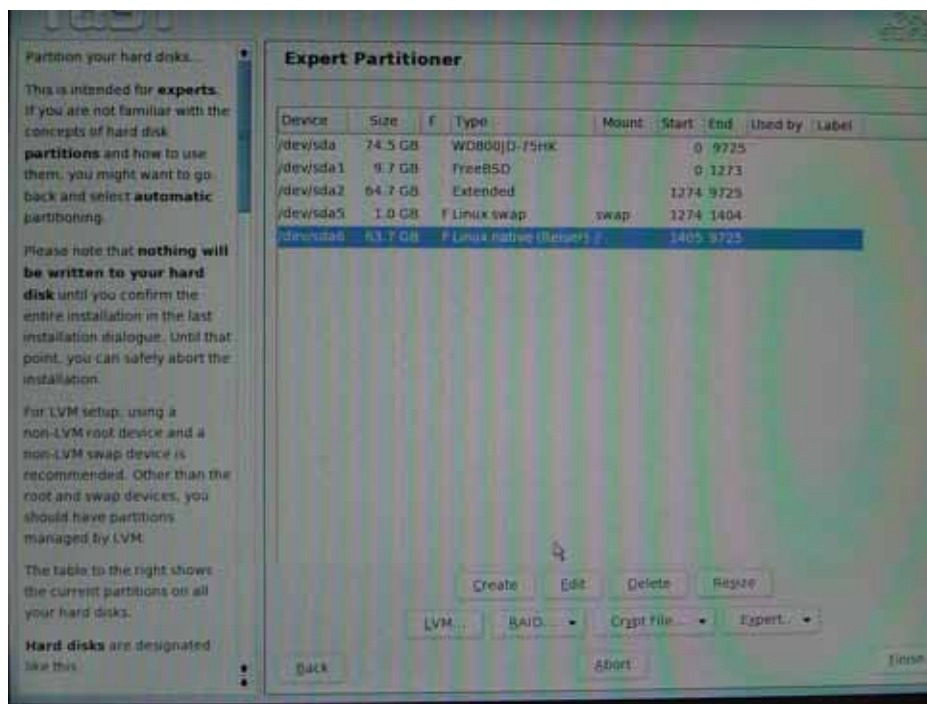 YaST
Partition your hard disks...
This is intended for experts.
If you are not familiar with the
concepts of hard disk
partitions and how to use
them, you might want to go
back and select automatic
partitioning.
Please note that nothing will
be written to your hard
disk until you confirm the
entire installation in the last
installation dialogue. Until that
point, you can safely abort the
installation.
For LVM setup, using a
non-LVM root device and a
non-LVM swap device is
recommended. Other than the
root and swap devices, you
should have partitions
managed by LVM.
The table to the right shows
the current partitions on all
your hard disks.
Hard disks are designated
like this
Expert Partitioner
Device Size F Type Mount Start End Used by Label
/dev/sda 74.5 GB WD800JD-75HK 0 9725
/dev/sda1 9.7 GB FreeBSD 0 1273
/dev/sda2 64.7 GB Extended 1274 9725
/dev/sda5 1.0 GB F Linux swap swap 1274 1404
/dev/sda6 63.7 GB F Linux native (Reiser) / 1405 9725
Create Edit Delete Resize
LVM... RAID... Crypt File... Expert...
Back Abort Finish